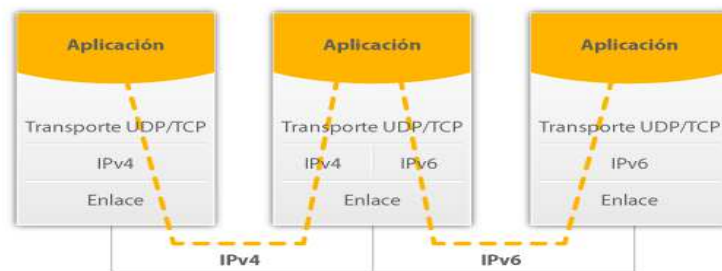 Aplicación Aplicación Aplicación
Transporte UDP/TCP Transporte UDP/TCP Transporte UDP/TCP
IPv4 IPv4 IPv6 IPv6
Enlace Enlace Enlace
IPv4 IPv6